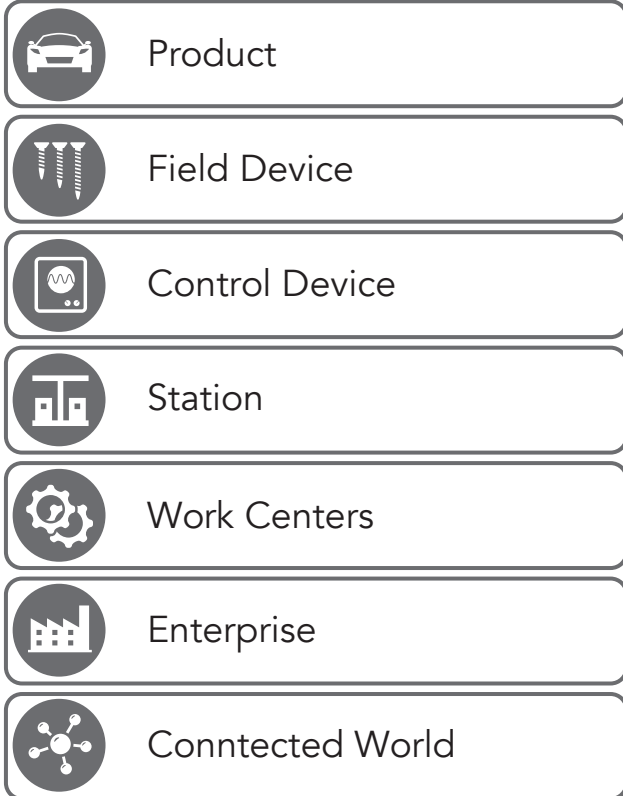 Product
Field Device
Control Device
Station
Work Centers
Enterprise
Conntected World